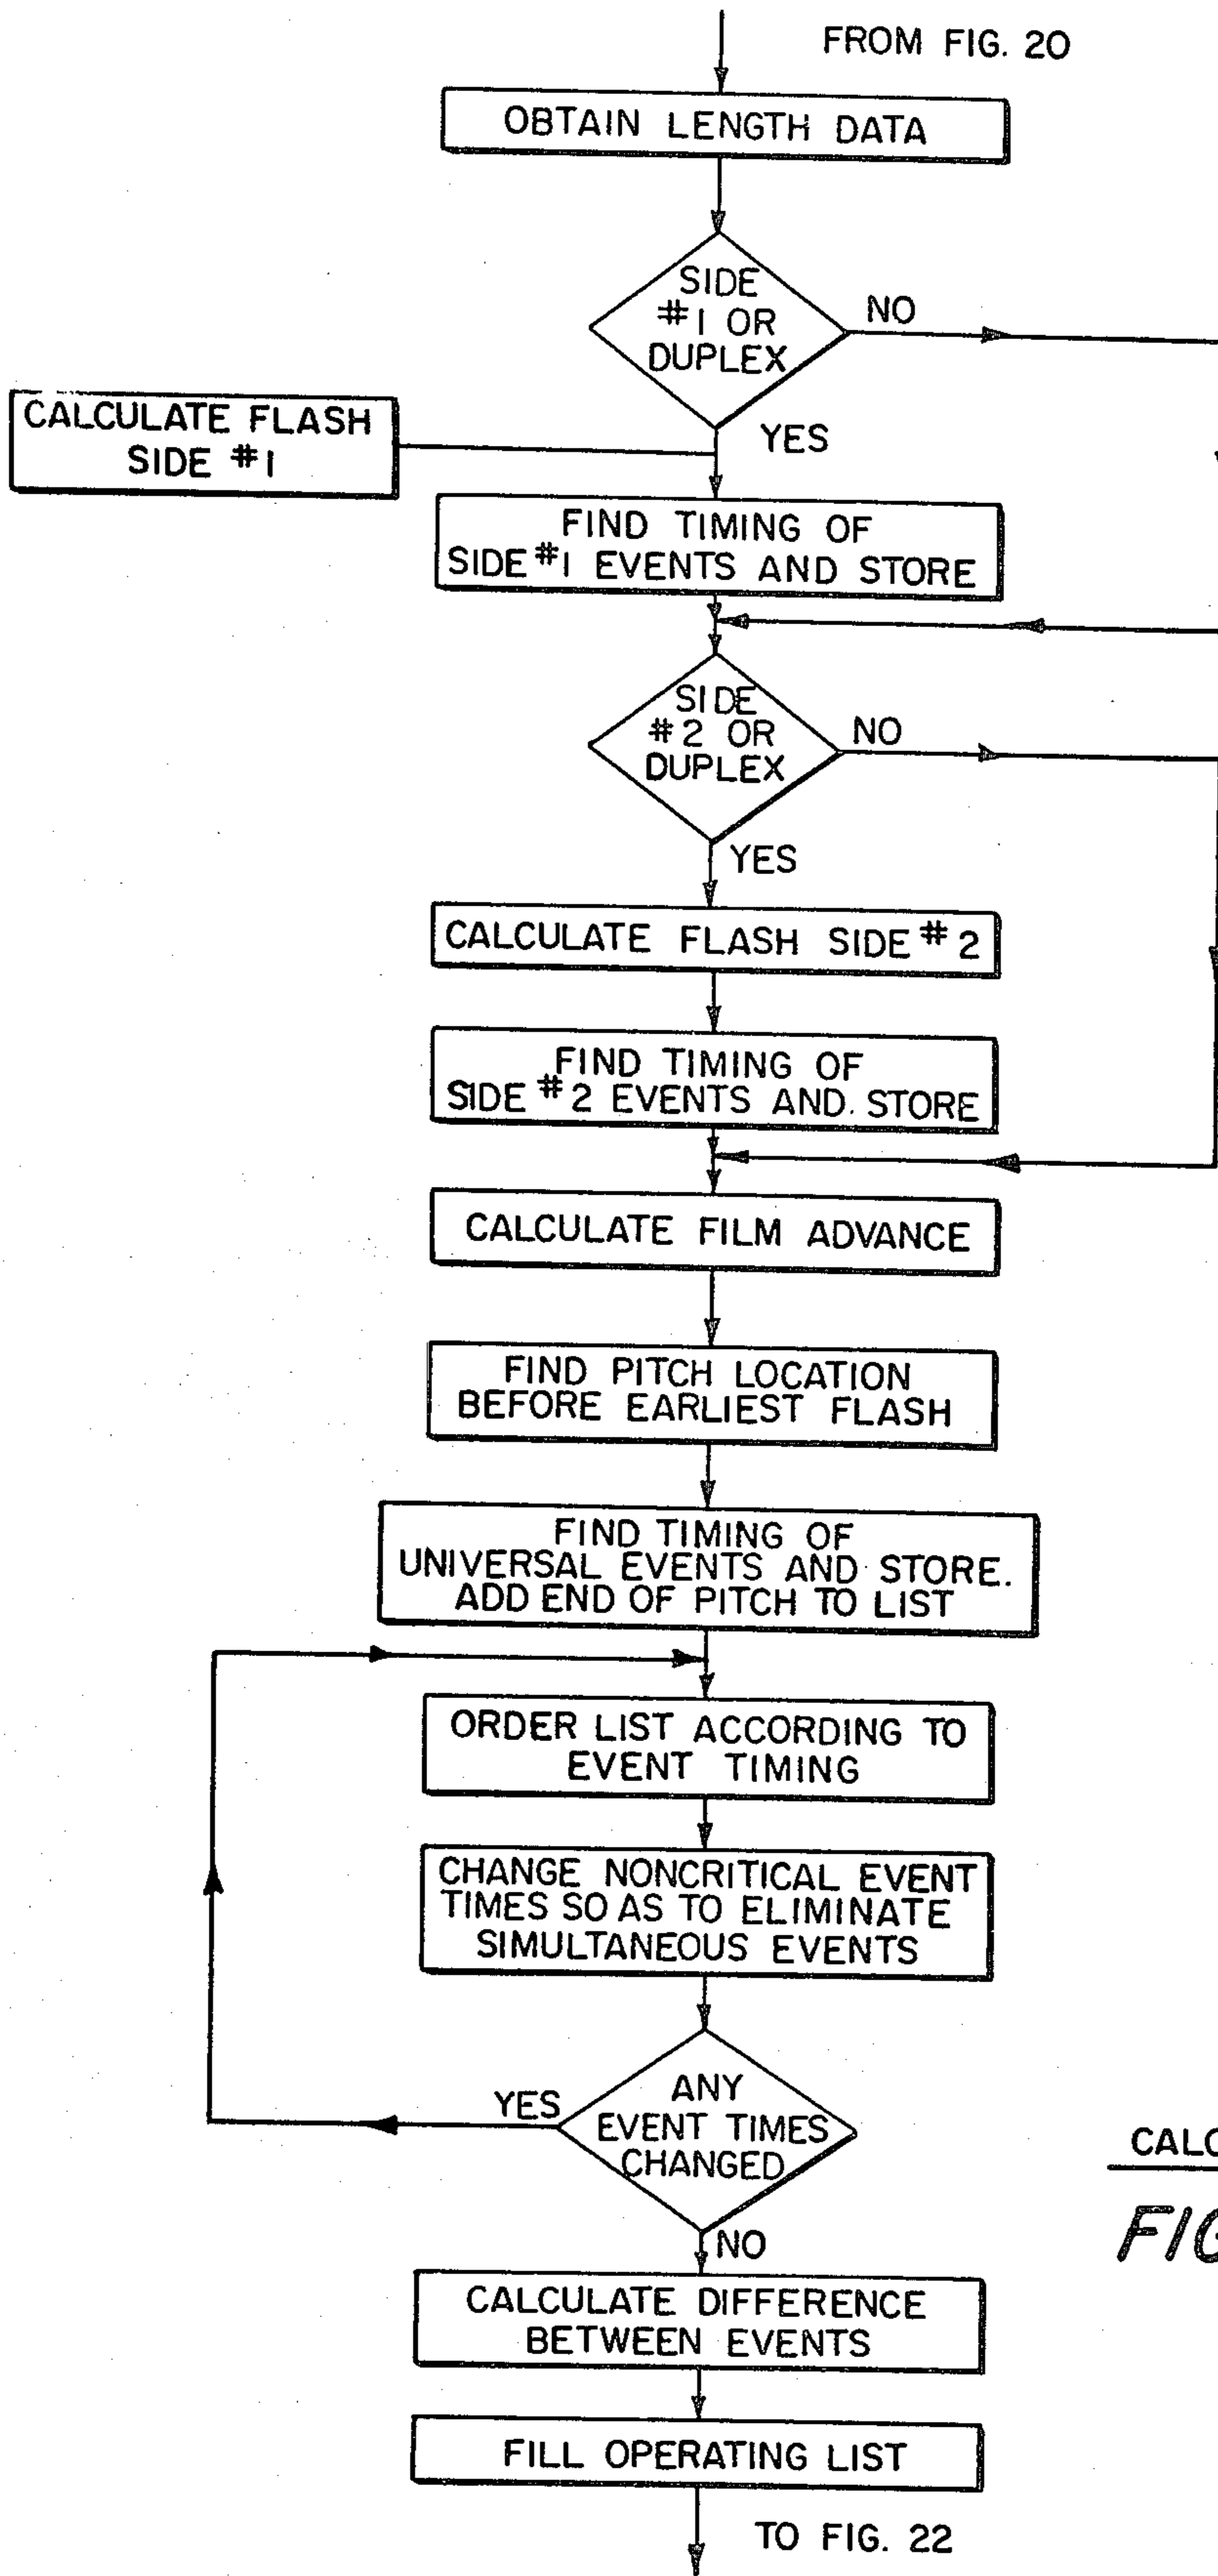 FROM FIG. 20
OBTAIN LENGTH DATA
SIDE
#1 OR
DUPLEX
NO
YES
CALCULATE FLASH
SIDE #1
FIND TIMING OF
SIDE #1 EVENTS AND STORE
SIDE
#2 OR
DUPLEX
NO
YES
CALCULATE FLASH SIDE #2
FIND TIMING OF
SIDE #2 EVENTS AND. STORE
CALCULATE FILM ADVANCE
FIND PITCH LOCATION
BEFORE EARLIEST FLASH
FIND TIMING OF
UNIVERSAL EVENTS AND STORE.
ADD END OF PITCH TO LIST
ORDER LIST ACCORDING TO
EVENT TIMING
CHANGE NONCRITICAL EVENT
TIMES SO AS TO ELIMINATE
SIMULTANEOUS EVENTS
YES
ANY
EVENT TIMES
CHANGED
CALC
FIG
NO
CALCULATE DIFFERENCE
BETWEEN EVENTS
FILL OPERATING LIST
TO FIG. 22